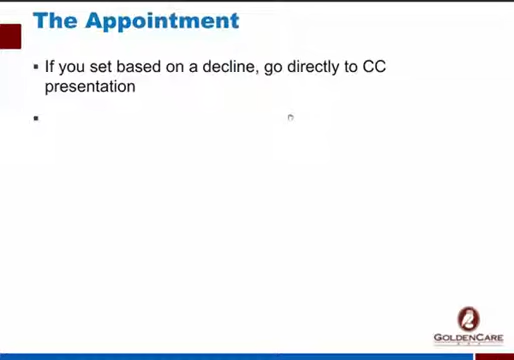 The Appointment
If you set based on a decline, go directly to CC
presentation
GOLDENCARE